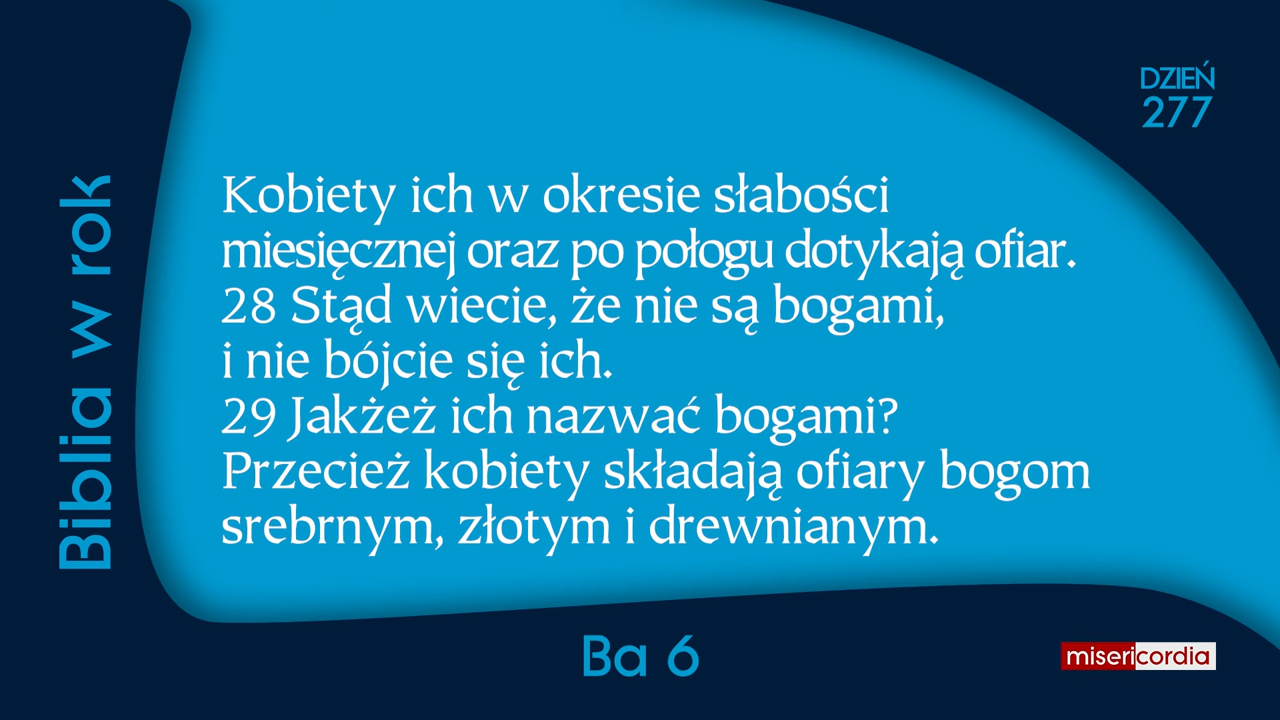 DZIEŃ
277
Biblia w rok
Kobiety ich w okresie słabości
miesięcznej oraz po połogu dotykają ofiar.
28 Stąd wiecie, że nie są bogami,
i nie bójcie się ich.
29 Jakżeż ich nazwać bogami?
Przecież kobiety składają ofiary bogom
srebrnym, złotym i drewnianym.
Ba 6
misericordia